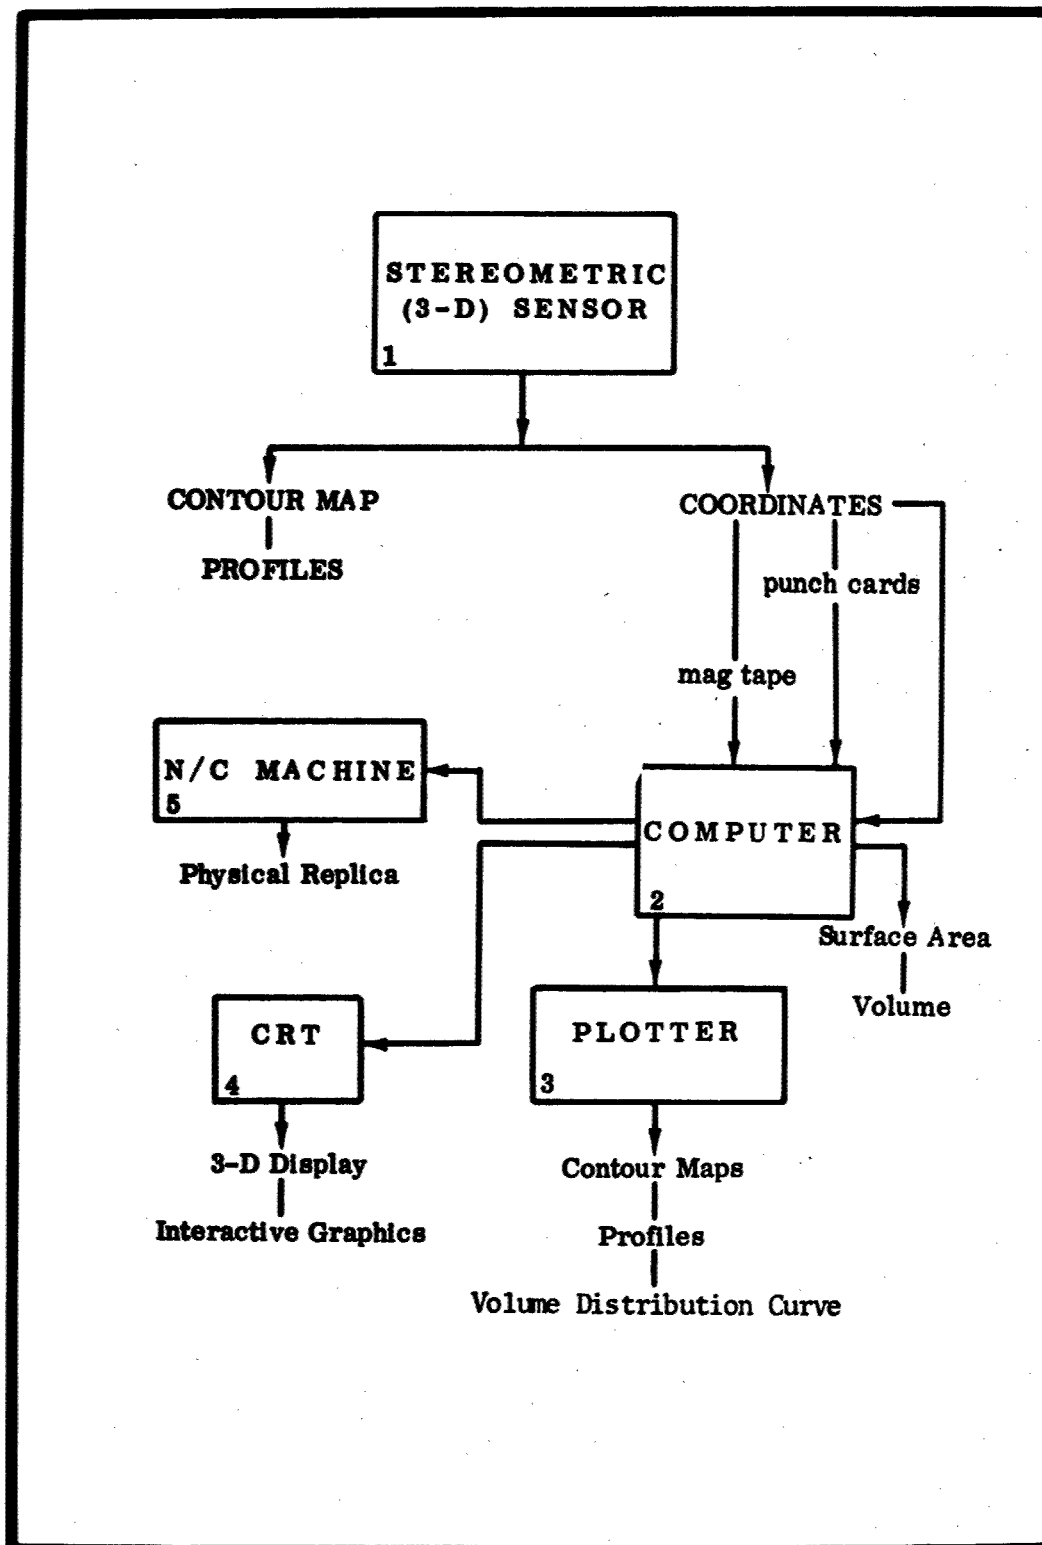 STEREOMETRIC
(3-D) SENSOR
1
CONTOUR MAP
PROFILES
COORDINATES
punch cards
mag tape
N/C MACHINE
5
Physical Replica
COMPUTER
2
Surface Area
Volume
CRT
4
3-D Display
Interactive Graphics
PLOTTER
3
Contour Maps
Profiles
Volume Distribution Curve